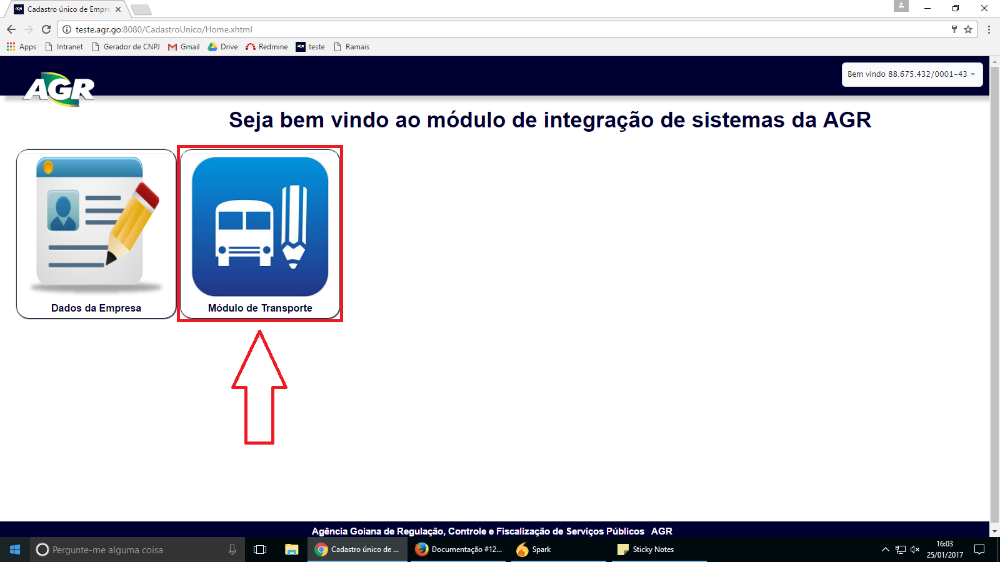 Cadastro único de Empre
teste.agr.go:8080/CadastroUnico/Home.xhtml
Apps Intranet Gerador de CNPJ Gmail Drive Redmine teste Ramais
AGR
Bem vindo 88.675.432/0001-43
Seja bem vindo ao módulo de integração de sistemas da AGR
Dados da Empresa
Módulo de Transporte
Agência Goiana de Regulação, Controle e Fiscalização de Serviços Públicos AGR
Pergunte-me alguma coisa
Cadastro único de ...
Documentação #12...
Spark
Sticky Notes
16:03
25/01/2017